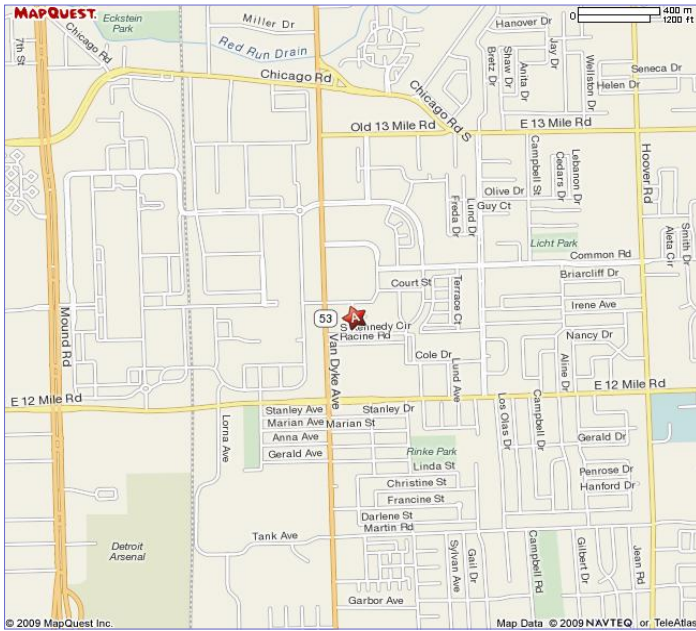 MAPQUEST.
Eckstein
Park
Miller Dr
Hanover Dr
0
400 m
1200 ft
7th St
Chicago Rd
Red Run Drain
Bretz Dr
Shaw Dr
Anita Dr
Jay Dr
Wellston Dr
Seneca Dr
Helen Dr
Chicago Rd
Chicago Rd S
Old 13 Mile Rd
E 13 Mile Rd
Campbell St
Cedars Dr
Lebanon Dr
Hoover Rd
Olive Dr
Guy Ct
Freda Dr
Lund Dr
Licht Park
Aleta Cir
Smith Dr
Common Rd
Briarcliff Dr
Court St
Terrace Ct
Irene Ave
Mound Rd
53
A
S Kennedy Cir
Racine Rd
Nancy Dr
Van Dyke Ave
Cole Dr
Lund Ave
Aline Dr
E 12 Mile Rd
E 12 Mile Rd
Stanley Ave
Stanley Dr
Marian Ave
Marian St
Lorna Ave
Anna Ave
Gerald Ave
Los Olas Dr
Campbell Dr
Gerald Dr
Rinke Park
Linda St
Penrose Dr
Christine St
Hanford Dr
Francine St
Darlene St
Martin Rd
Tank Ave
Detroit
Arsenal
Sylvan Ave
Gail Dr
Campbell Rd
Gilbert Dr
Jean Rd
Garbor Ave
© 2009 MapQuest Inc.
Map Data © 2009 NAVTEQ or TeleAtlas